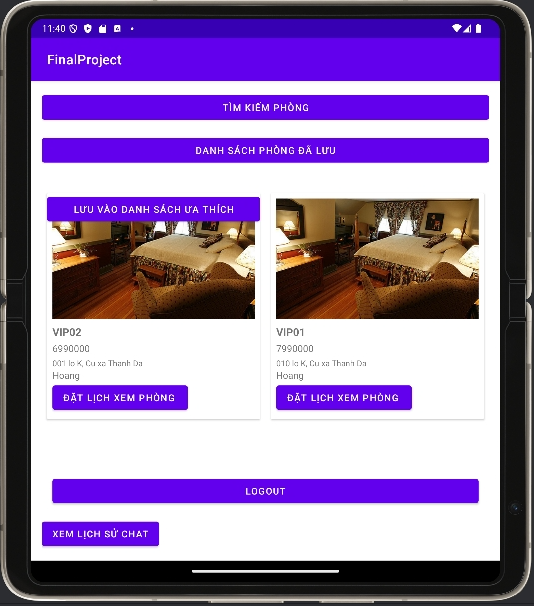 11:40
FinalProject
TÌM KIẾM PHÒNG
DANH SÁCH PHÒNG ĐÃ LƯU
LƯU VÀO DANH SÁCH ƯA THÍCH
VIP02
6990000
001 lo K, Cu xa Thanh Da
Hoang
ĐẶT LỊCH XEM PHÒNG
VIP01
7990000
010 lo K, Cu xa Thanh Da
Hoang
ĐẶT LỊCH XEM PHÒNG
LOGOUT
XEM LỊCH SỬ CHAT